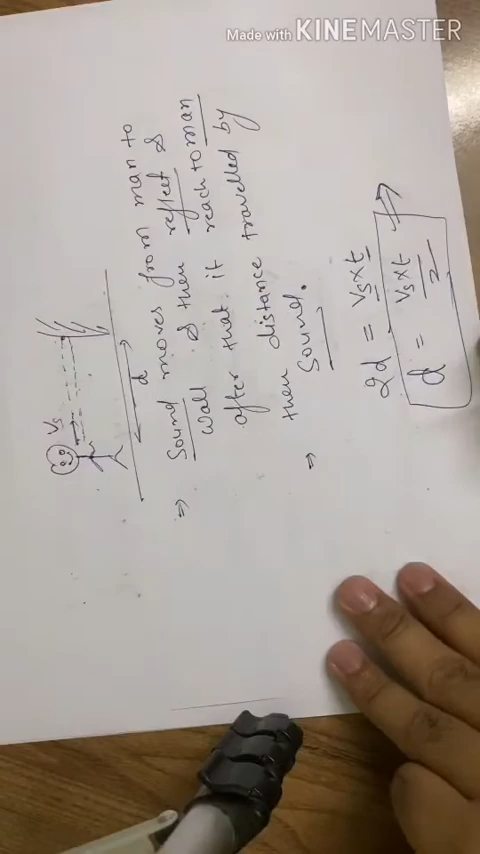 Made with KINEMASTER
Vs
d
⇒ Sound moves from man to
wall & then reflect &
after that it reach to man
then distance travelled by
⇒ Sound.
2d = Vs×t
d = Vs×t / 2